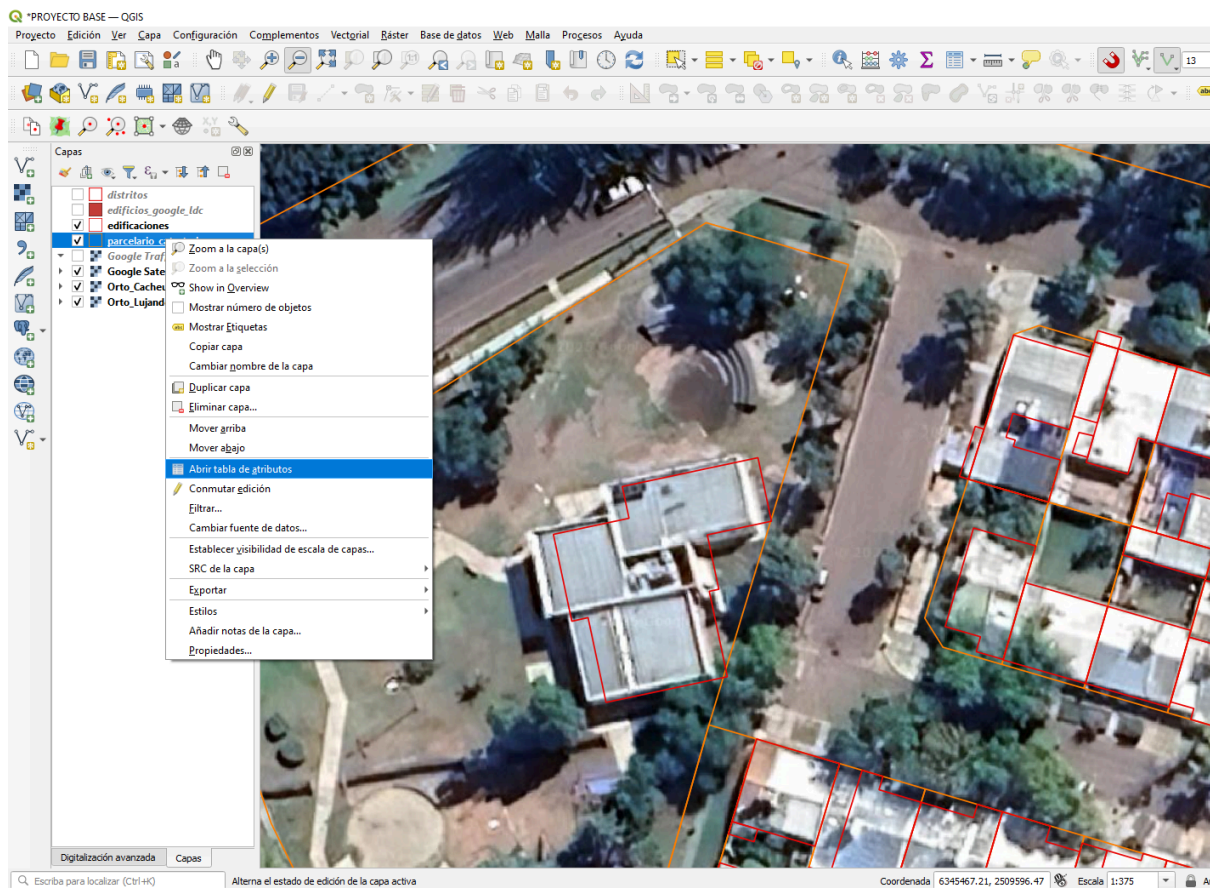 *PROYECTO BASE — QGIS
Proyecto Edición Ver Capa Configuración Complementos Vectorial Ráster Base de datos Web Malla Procesos Ayuda
13
Capas
distritos
edificios_google_ldc
edificaciones
parcelario
Google Traf
Google Sate
Orto_Cacheu
Orto_Lujand
Zoom a la capa(s)
Zoom a la selección
Show in Overview
Mostrar número de objetos
Mostrar Etiquetas
Copiar capa
Cambiar nombre de la capa
Duplicar capa
Eliminar capa...
Mover arriba
Mover abajo
Abrir tabla de atributos
Conmutar edición
Filtrar...
Cambiar fuente de datos...
Establecer visibilidad de escala de capas...
SRC de la capa
Exportar
Estilos
Añadir notas de la capa...
Propiedades...
Digitalización avanzada Capas
Escriba para localizar (Ctrl+K) Alterna el estado de edición de la capa activa Coordenada 6345467.21, 2509596.47 Escala 1:375